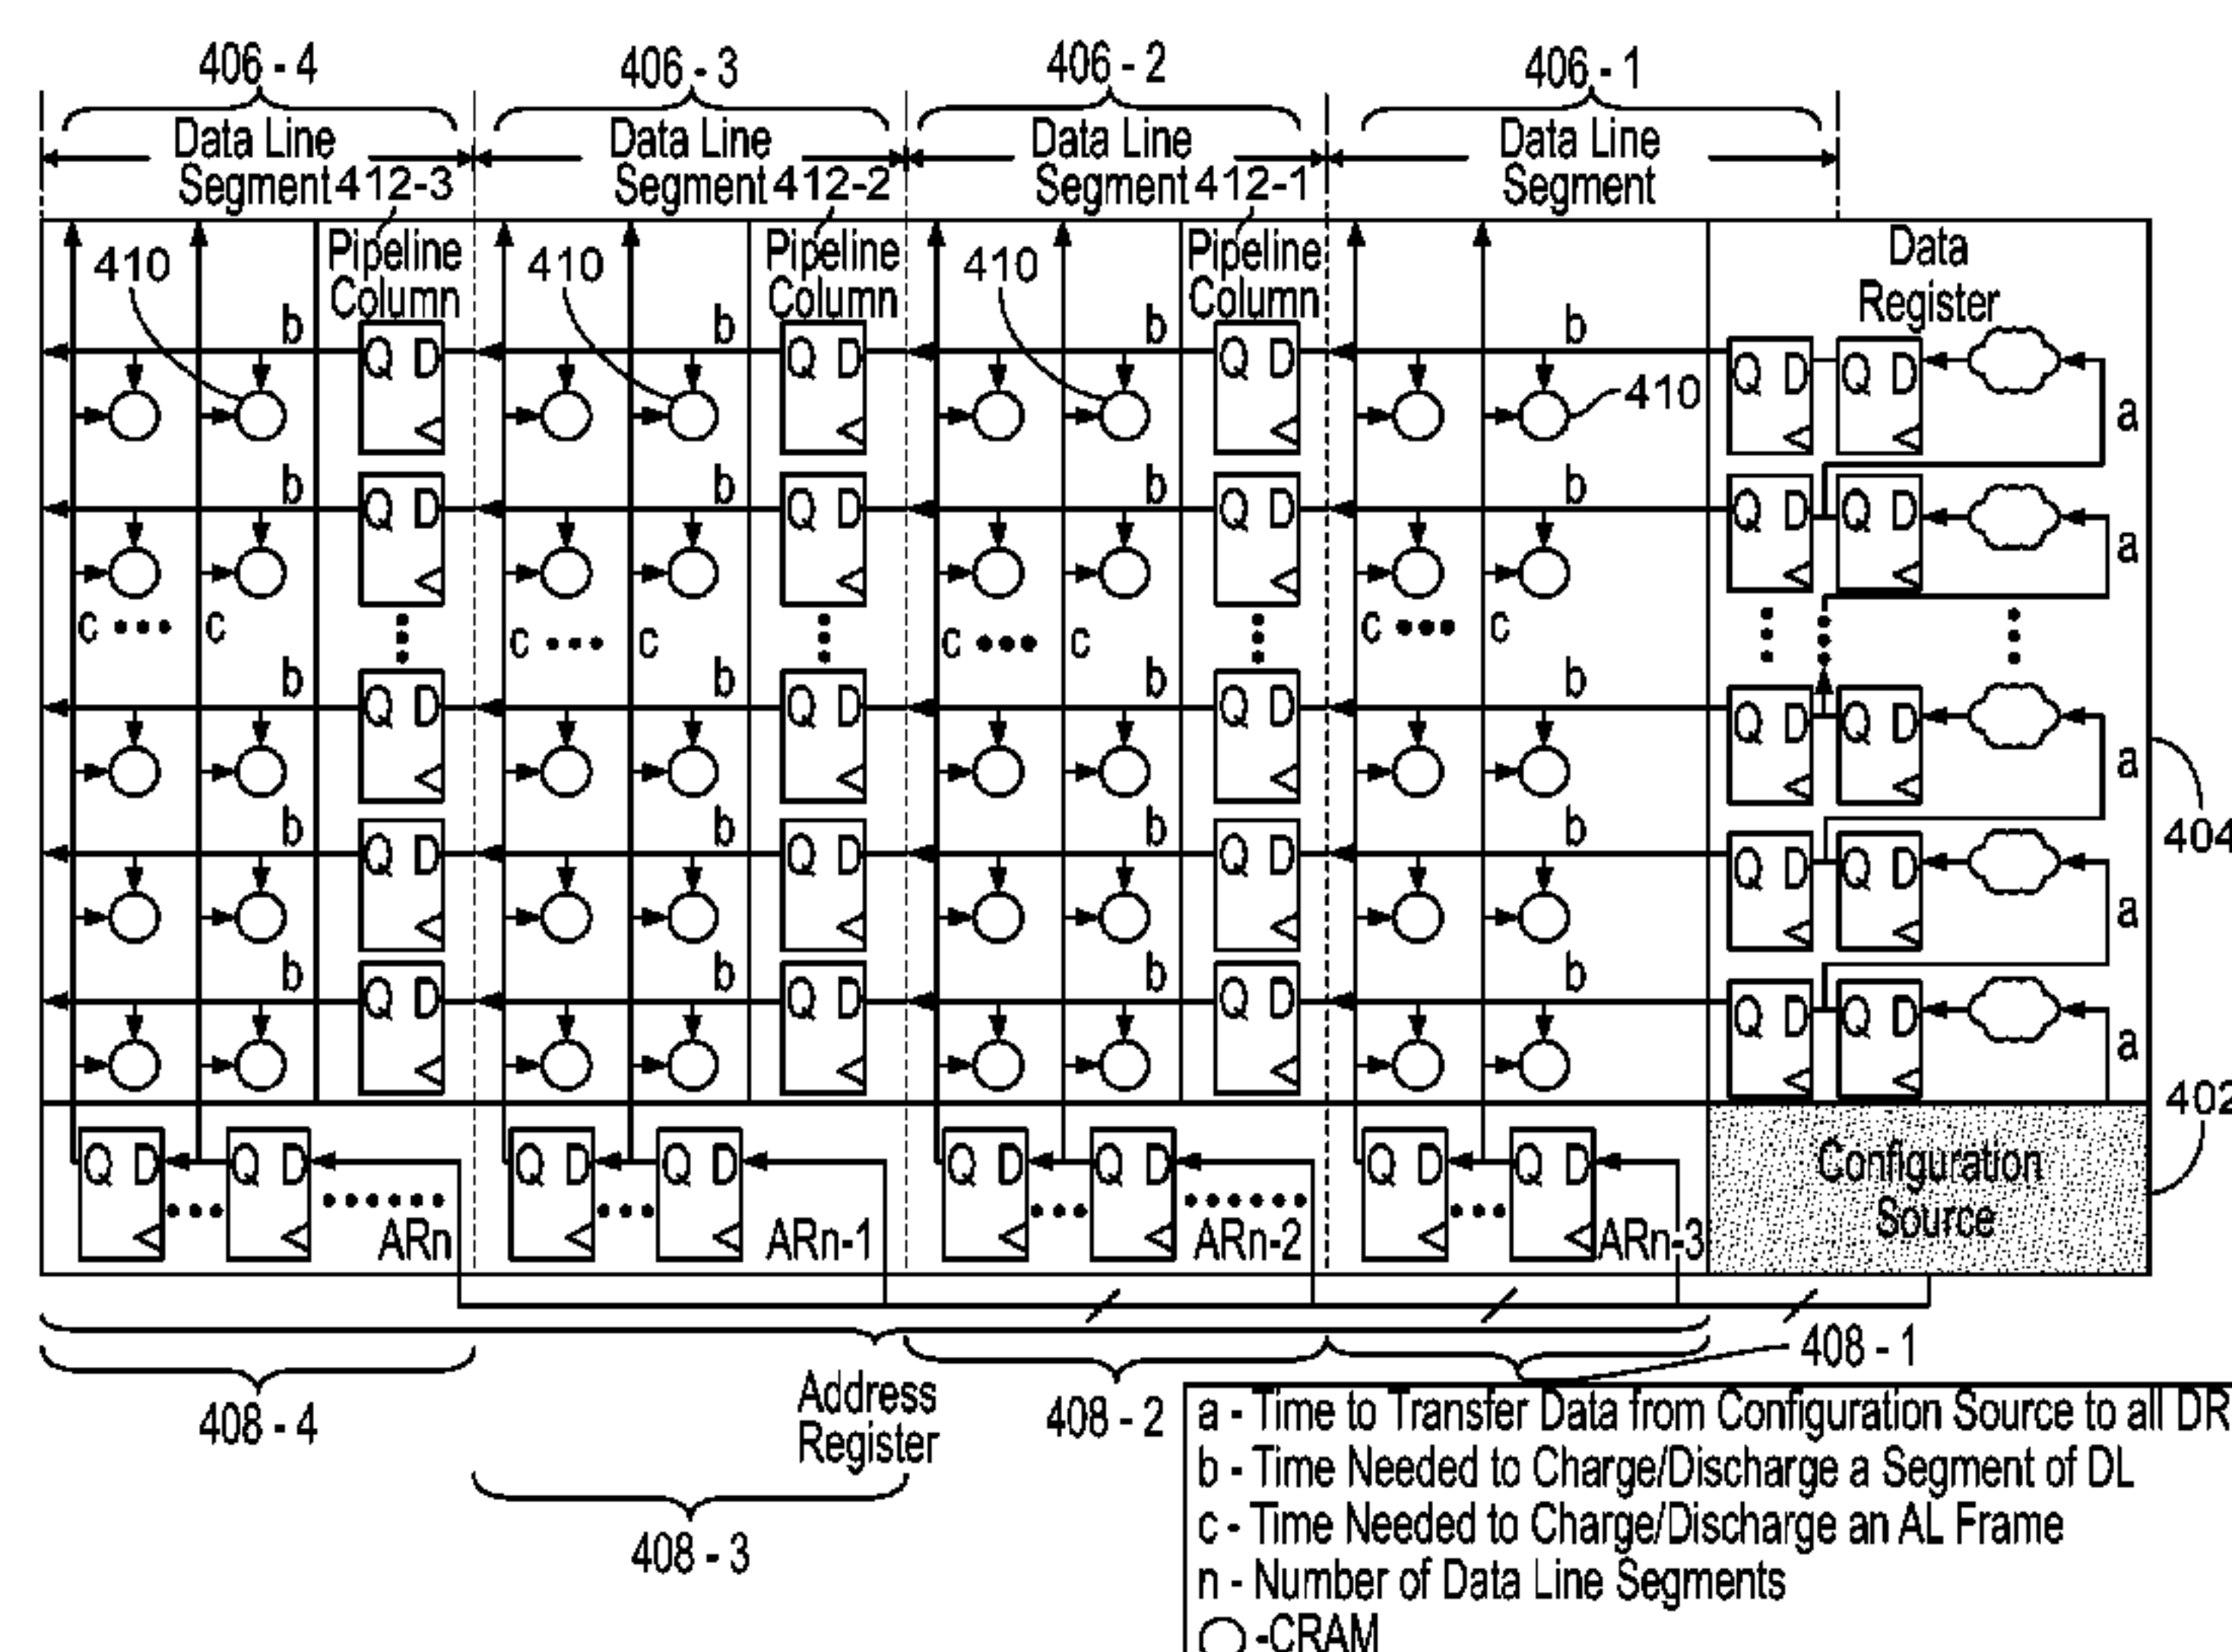 406 - 4
406 - 3
406 - 2
406 - 1
Data Line
Segment
412-3
Data Line
Segment
412-2
Data Line
Segment
412-1
Data Line
Segment
410
Pipeline
Column
410
Pipeline
Column
410
Pipeline
Column
Data
Register
b b b b
Q D Q D Q D Q D Q D
410
a
b b b b
Q D Q D Q D Q D Q D
a
c ••• c c ••• c c ••• c c ••• c
b b b b
Q D Q D Q D Q D Q D
a
404
b b b b
Q D Q D Q D Q D Q D
a
b b b b
Q D Q D Q D Q D Q D
a
402
Q D ••• Q D •••••• ARn
Q D ••• Q D ARn-1
Q D ••• Q D •••••• ARn-2
Q D ••• Q D ARn-3
Configuration
Source
408 - 4
Address
Register
408 - 3
408 - 2
408 - 1
a - Time to Transfer Data from Configuration Source to all DR
b - Time Needed to Charge/Discharge a Segment of DL
c - Time Needed to Charge/Discharge an AL Frame
n - Number of Data Line Segments
-CRAM